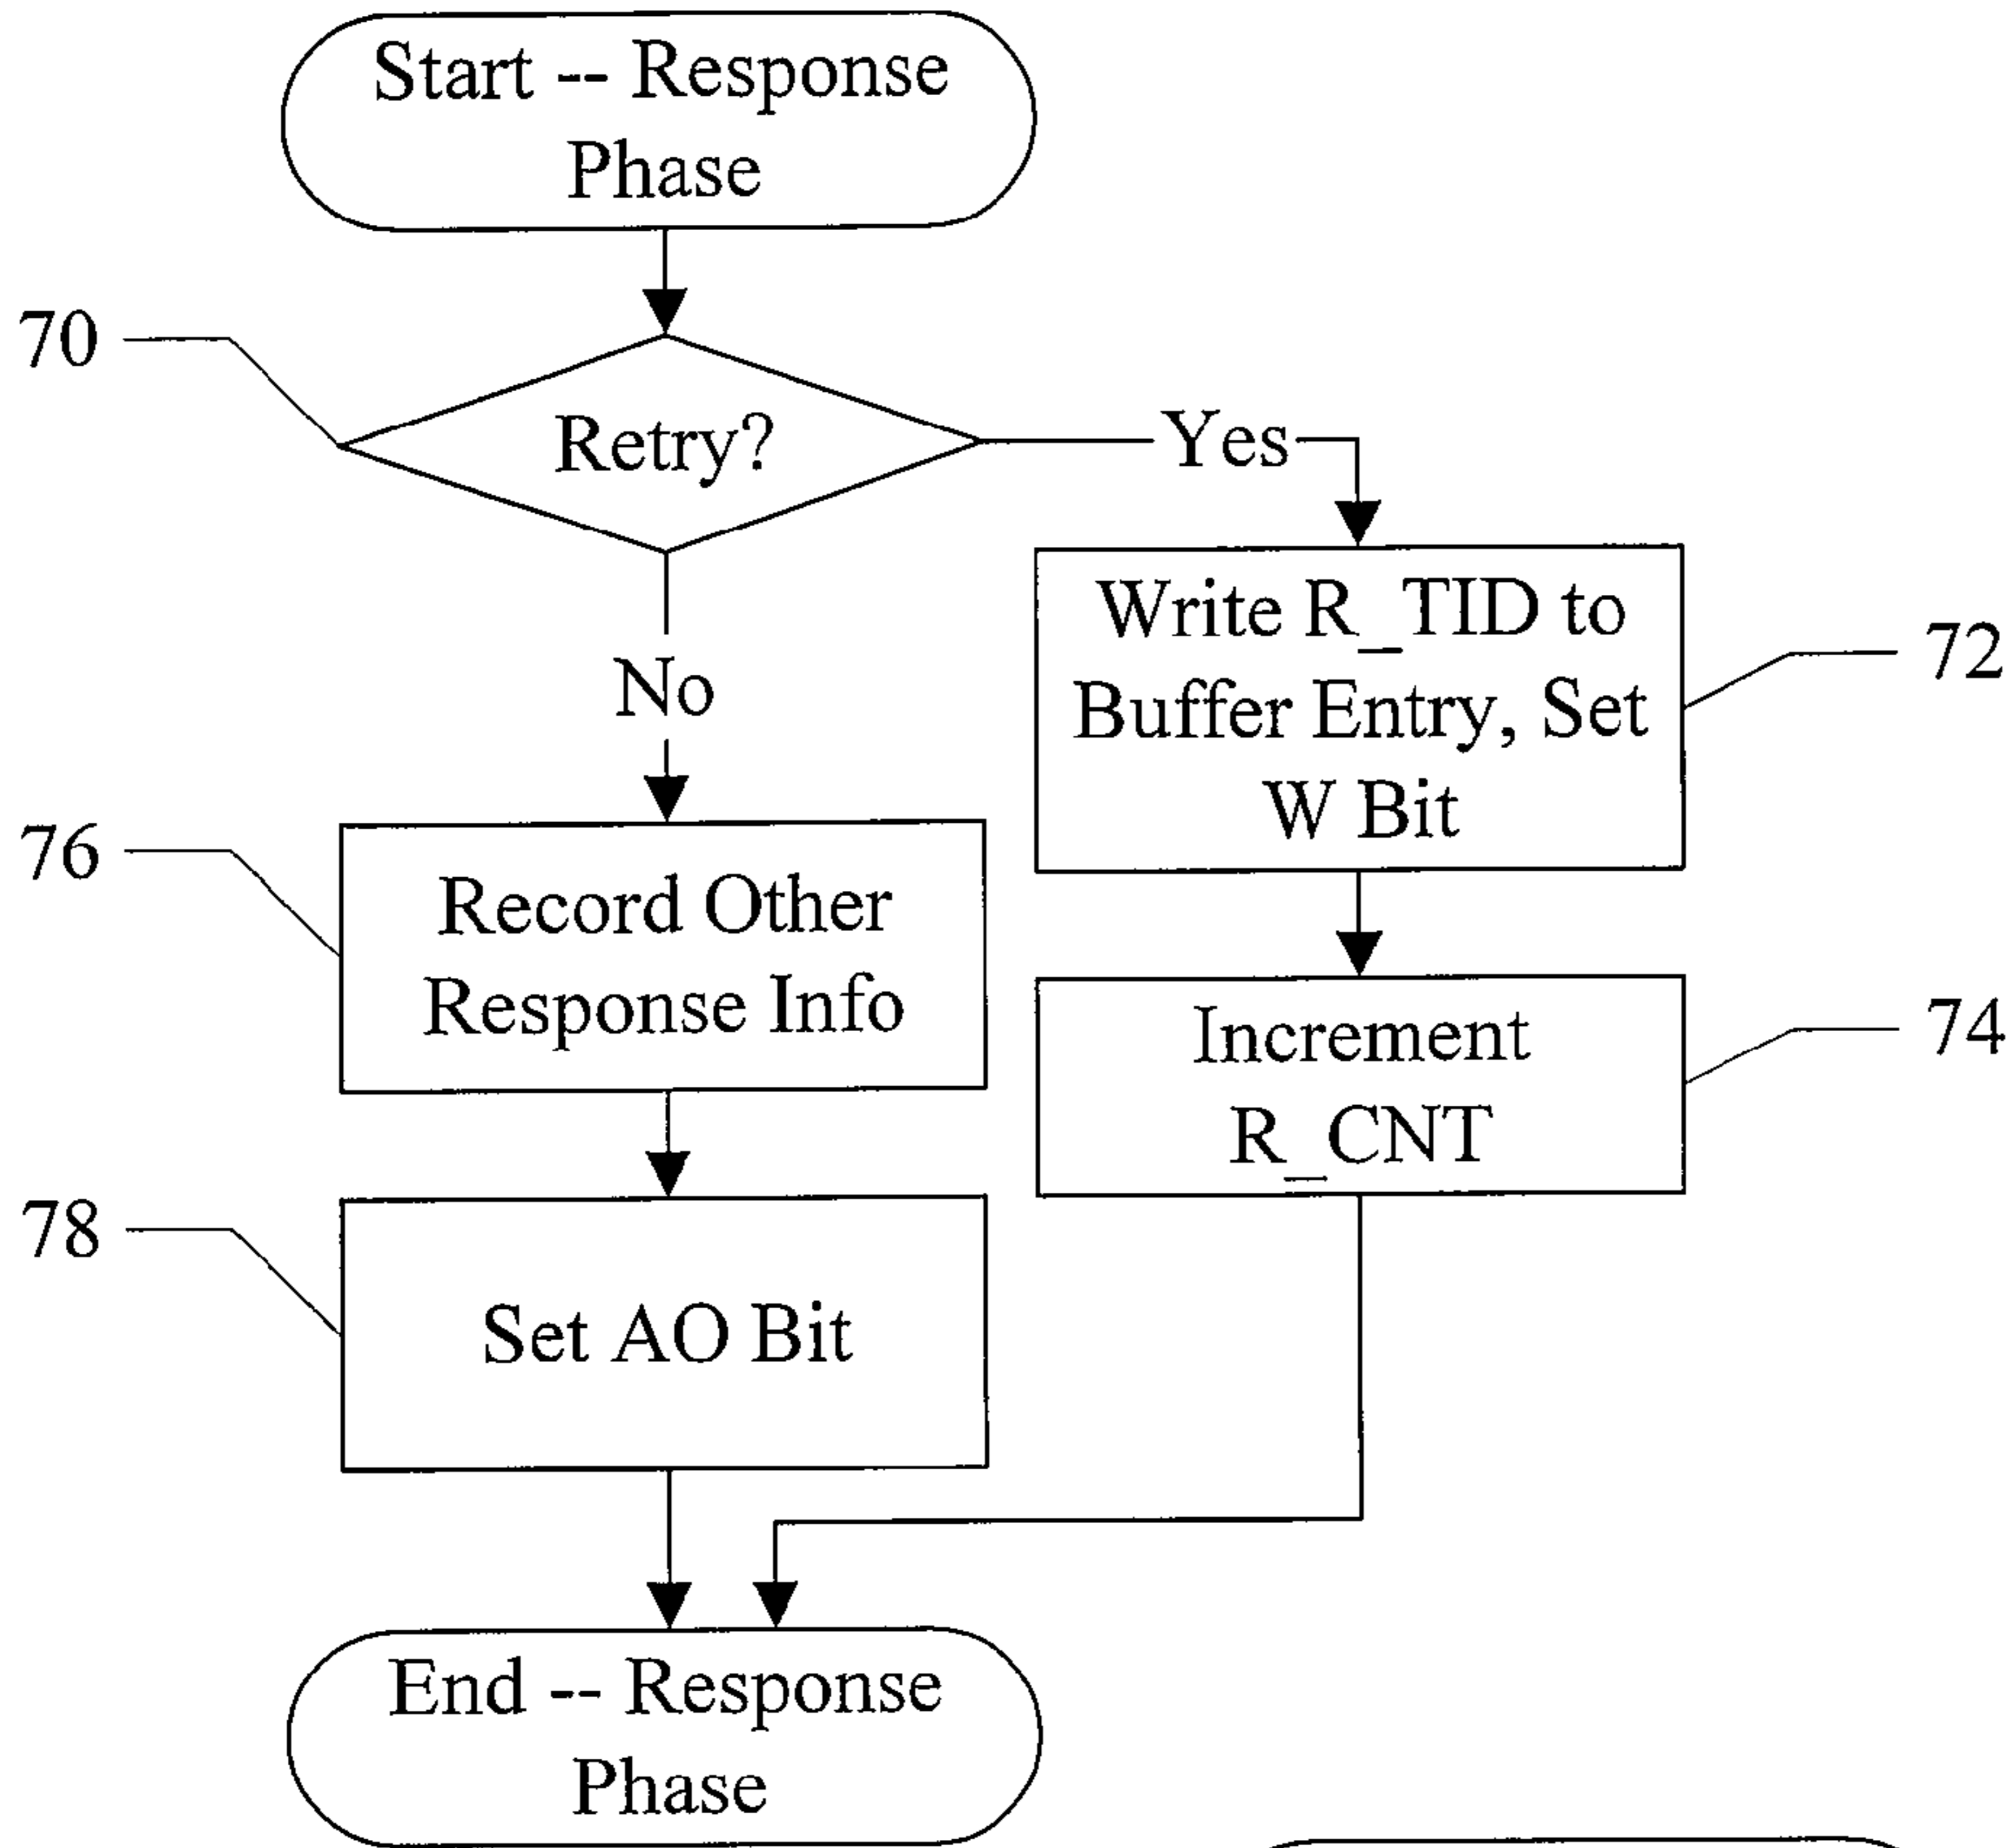 Start -- Response
Phase
70
Retry?
Yes
No
Write R_TID to
Buffer Entry, Set
W Bit
72
76
Record Other
Response Info
Increment
R_CNT
74
78
Set AO Bit
End -- Response
Phase